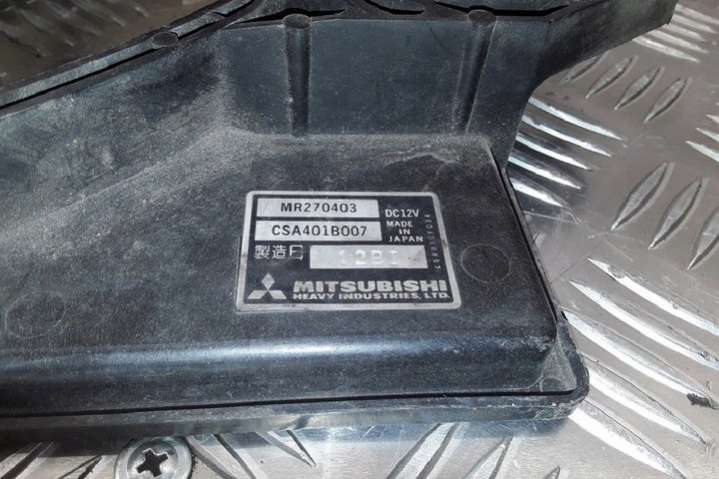 MR270403
CSA401B007
DC12V
MADE
IN
JAPAN
製造日
MITSUBISHI
HEAVY INDUSTRIES, LTD.